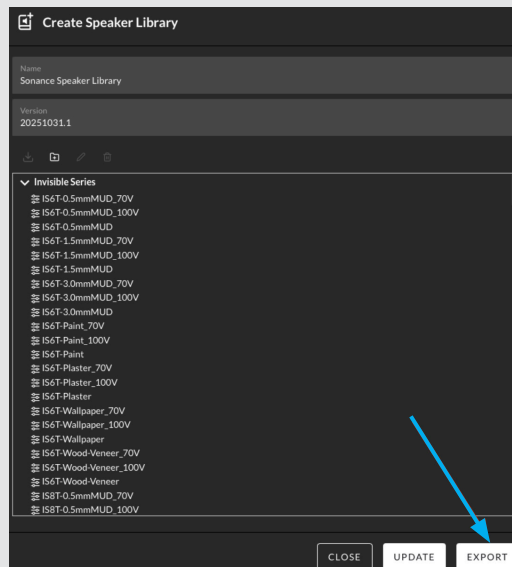 Create Speaker Library
Name
Sonance Speaker Library
Version
20251031.1
Invisible Series
IS6T-0.5mmMUD_70V
IS6T-0.5mmMUD_100V
IS6T-0.5mmMUD
IS6T-1.5mmMUD_70V
IS6T-1.5mmMUD_100V
IS6T-1.5mmMUD
IS6T-3.0mmMUD_70V
IS6T-3.0mmMUD_100V
IS6T-3.0mmMUD
IS6T-Paint_70V
IS6T-Paint_100V
IS6T-Paint
IS6T-Plaster_70V
IS6T-Plaster_100V
IS6T-Plaster
IS6T-Wallpaper_70V
IS6T-Wallpaper_100V
IS6T-Wallpaper
IS6T-Wood-Veneer_70V
IS6T-Wood-Veneer_100V
IS6T-Wood-Veneer
IS8T-0.5mmMUD_70V
IS8T-0.5mmMUD_100V
CLOSE UPDATE EXPORT